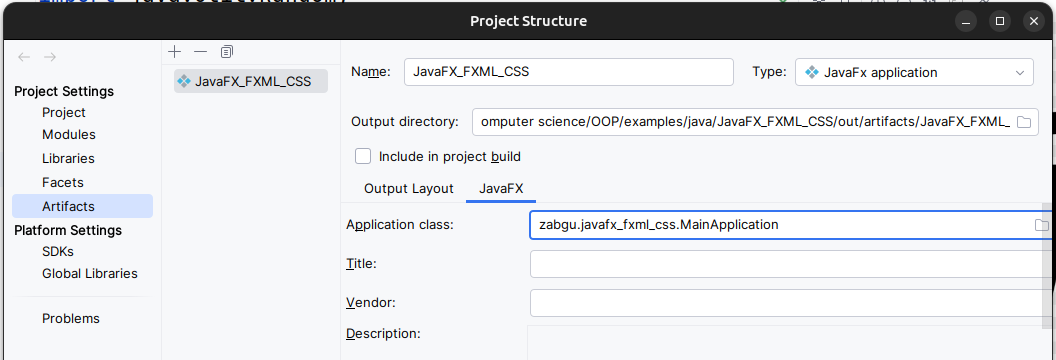 Project Structure
Project Settings
Project
Modules
Libraries
Facets
Artifacts
Platform Settings
SDKs
Global Libraries
Problems
JavaFX_FXML_CSS
Name: JavaFX_FXML_CSS Type: JavaFx application
Output directory: omputer science/OOP/examples/java/JavaFX_FXML_CSS/out/artifacts/JavaFX_FXML_
Include in project build
Output Layout JavaFX
Application class: zabgu.javafx_fxml_css.MainApplication
Title:
Vendor:
Description: